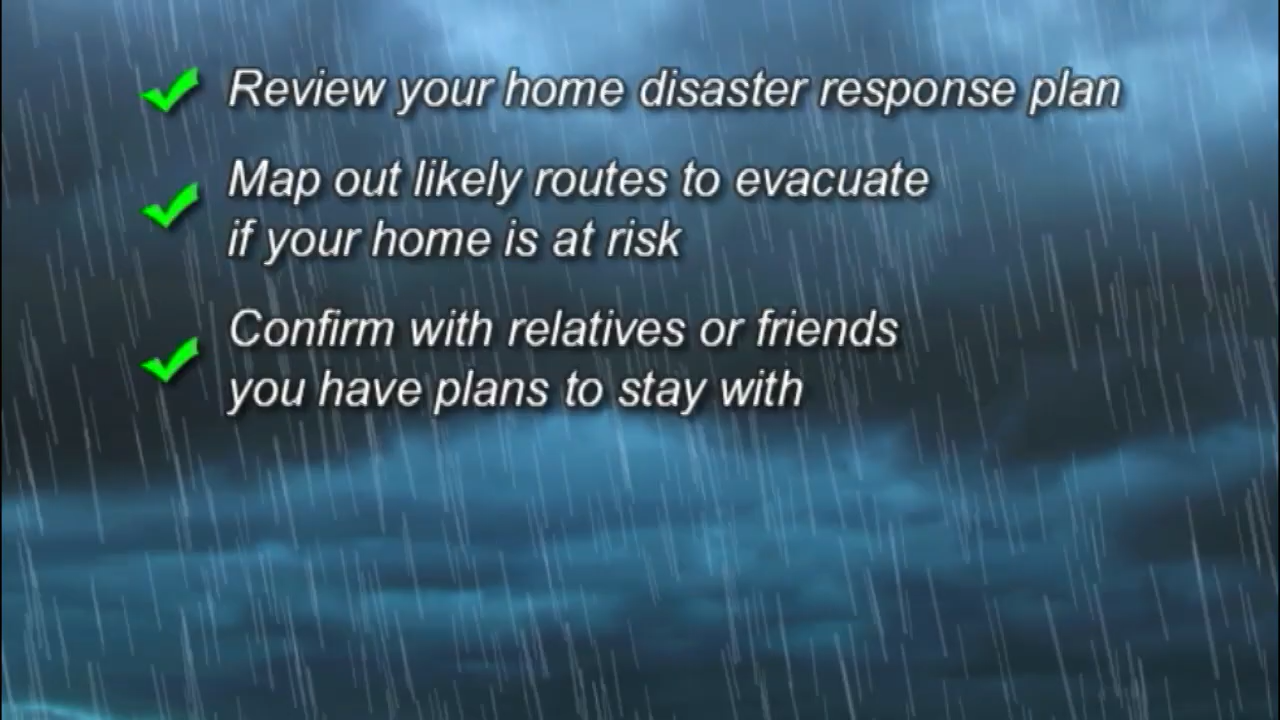 Review your home disaster response plan
Map out likely routes to evacuate
if your home is at risk
Confirm with relatives or friends
you have plans to stay with